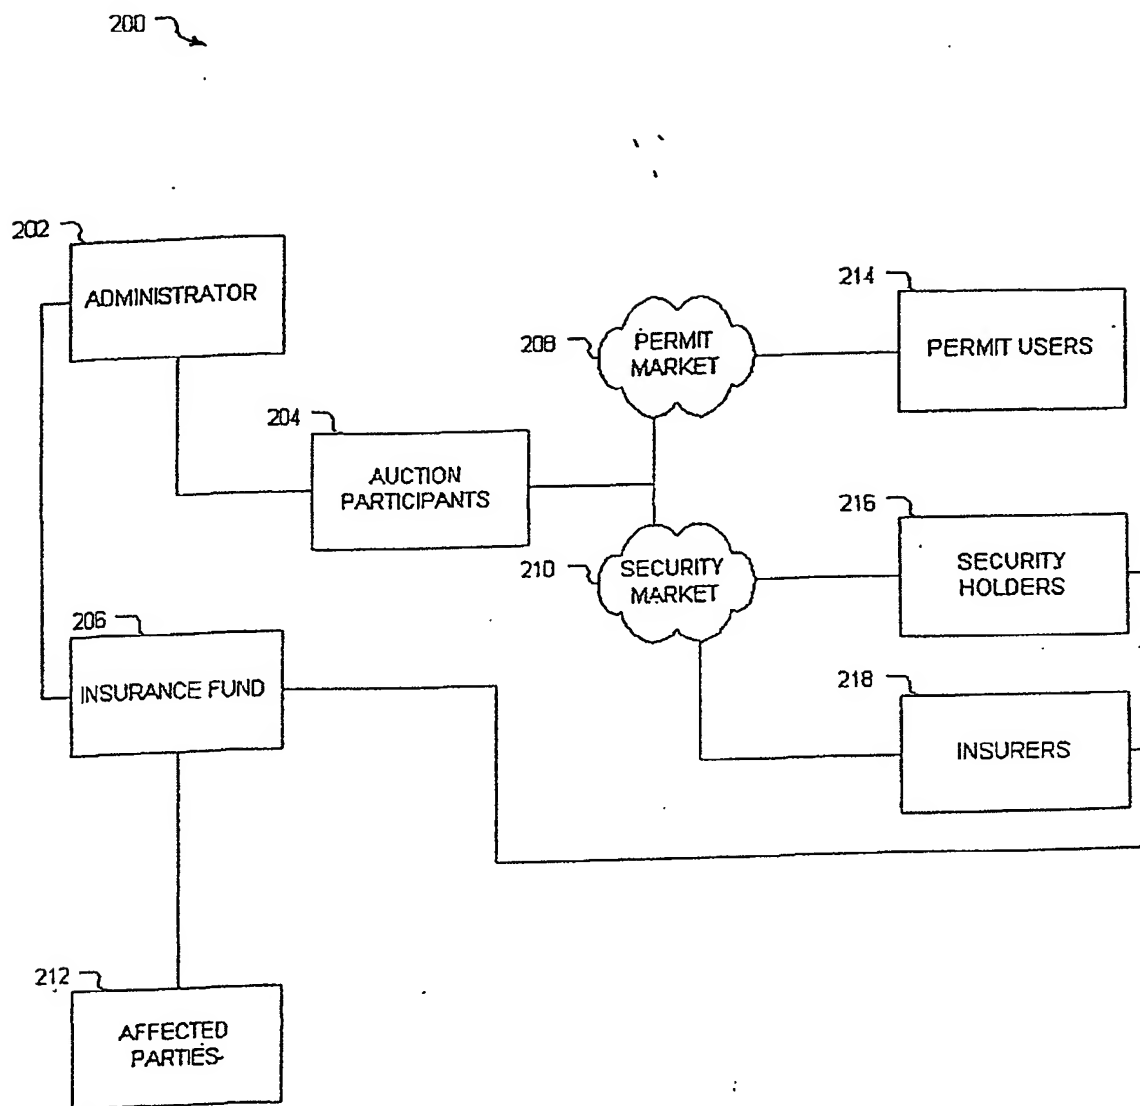 200
202
ADMINISTRATOR
204
AUCTION
PARTICIPANTS
206
INSURANCE FUND
208
PERMIT
MARKET
210
SECURITY
MARKET
212
AFFECTED
PARTIES
214
PERMIT USERS
216
SECURITY
HOLDERS
218
INSURERS